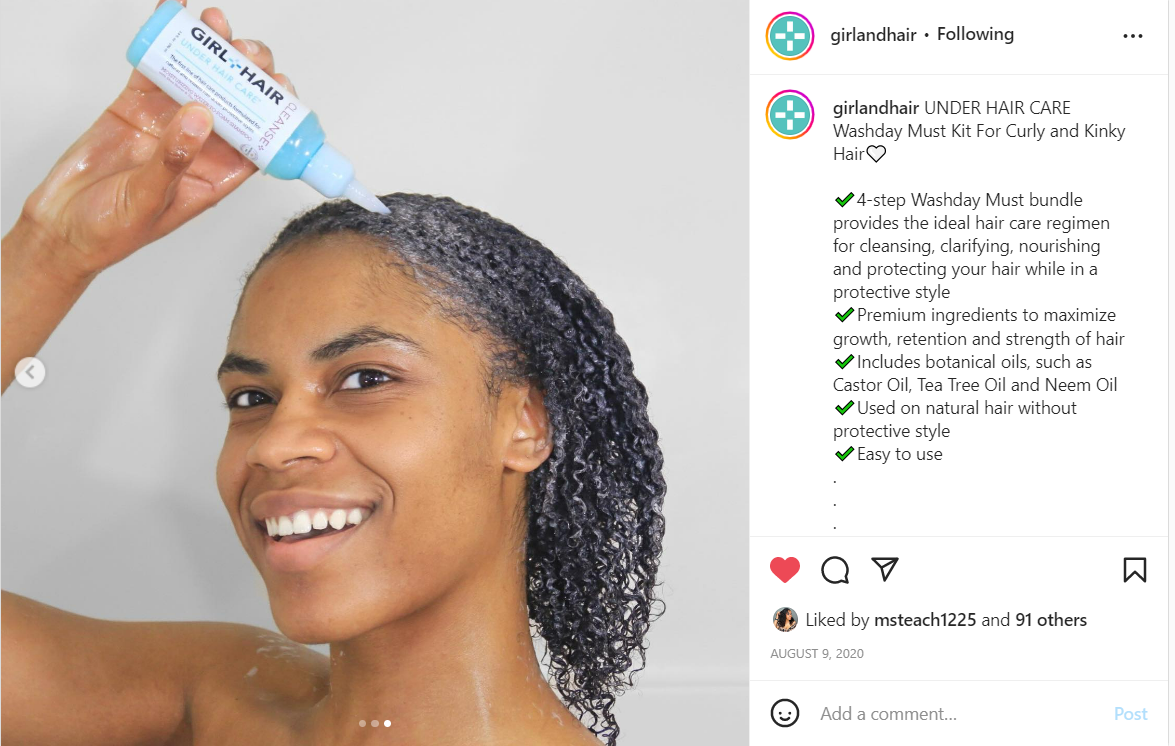 GIRL+HAIR
UNDER HAIR CARE
CLEANSE+
girlandhair • Following
girlandhair UNDER HAIR CARE
Washday Must Kit For Curly and Kinky
Hair♡
✔4-step Washday Must bundle
provides the ideal hair care regimen
for cleansing, clarifying, nourishing
and protecting your hair while in a
protective style
✔Premium ingredients to maximize
growth, retention and strength of hair
✔Includes botanical oils, such as
Castor Oil, Tea Tree Oil and Neem Oil
✔Used on natural hair without
protective style
✔Easy to use
.
.
.
Liked by msteach1225 and 91 others
AUGUST 9, 2020
Add a comment... Post